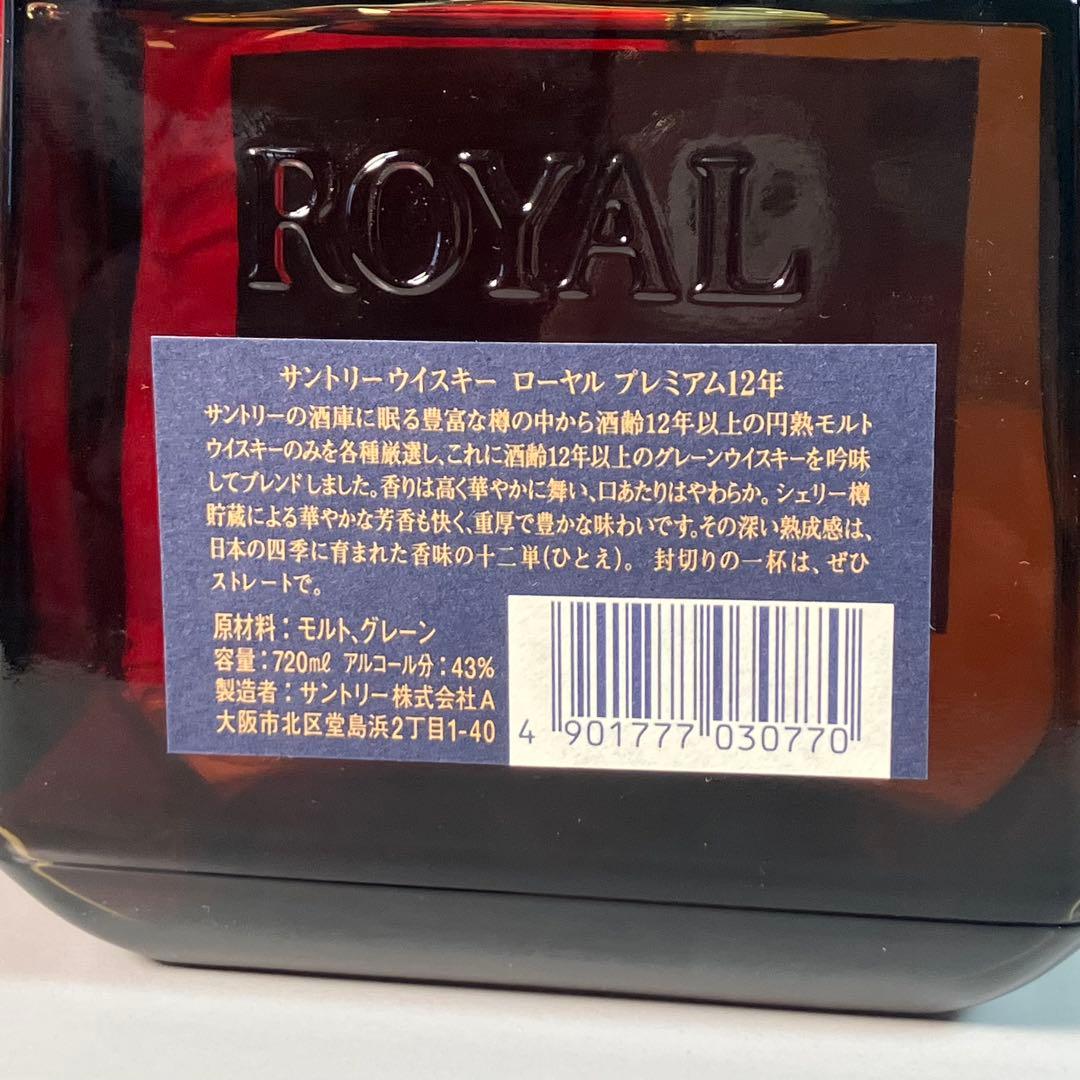 ROYAL
サントリーウイスキー ローヤル プレミアム12年
サントリーの酒庫に眠る豊富な樽の中から酒齢12年以上の円熟モルト
ウイスキーのみを各種厳選し、これに酒齢12年以上のグレーンウイスキーを吟味
してブレンドしました。香りは高く華やかに舞い、口あたりはやわらか。シェリー樽
貯蔵による華やかな芳香も快く、重厚で豊かな味わいです。その深い熟成感は、
日本の四季に育まれた香味の十二単(ひとえ)。 封切りの一杯は、ぜひ
ストレートで。
原材料：モルト、グレーン
容量：720mℓ アルコール分：43%
製造者：サントリー株式会社A
大阪市北区堂島浜2丁目1-40
4 901777 030770